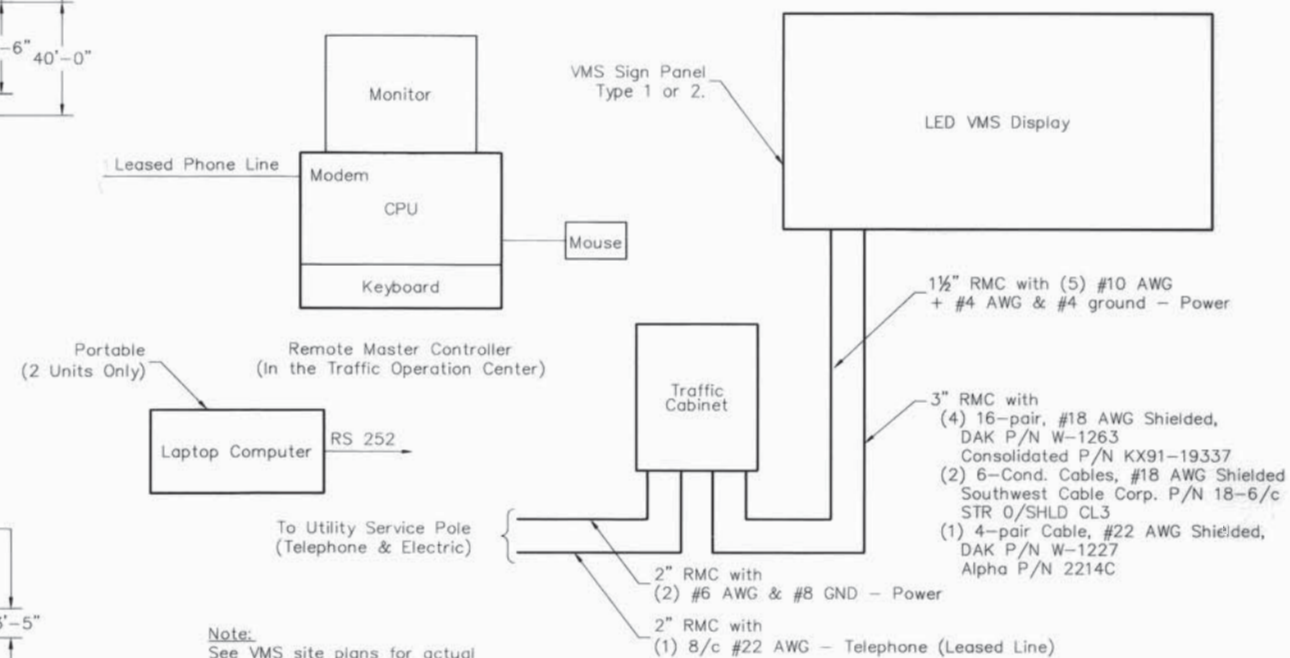 -6"
40'-0"
Monitor
Leased Phone Line
Modem
CPU
Mouse
Keyboard
Remote Master Controller
(In the Traffic Operation Center)
Portable
(2 Units Only)
Laptop Computer
RS 252
VMS Sign Panel
Type 1 or 2.
LED VMS Display
1½" RMC with (5) #10 AWG
+ #4 AWG & #4 ground – Power
Traffic
Cabinet
3" RMC with
(4) 16-pair, #18 AWG Shielded,
DAK P/N W-1263
Consolidated P/N KX91-19337
(2) 6-Cond. Cables, #18 AWG Shielded
Southwest Cable Corp. P/N 18-6/c
STR O/SHLD CL3
(1) 4-pair Cable, #22 AWG Shielded,
DAK P/N W-1227
Alpha P/N 2214C
To Utility Service Pole
(Telephone & Electric)
2" RMC with
(2) #6 AWG & #8 GND – Power
2" RMC with
(1) 8/c #22 AWG – Telephone (Leased Line)
-5"
Note:
See VMS site plans for actual